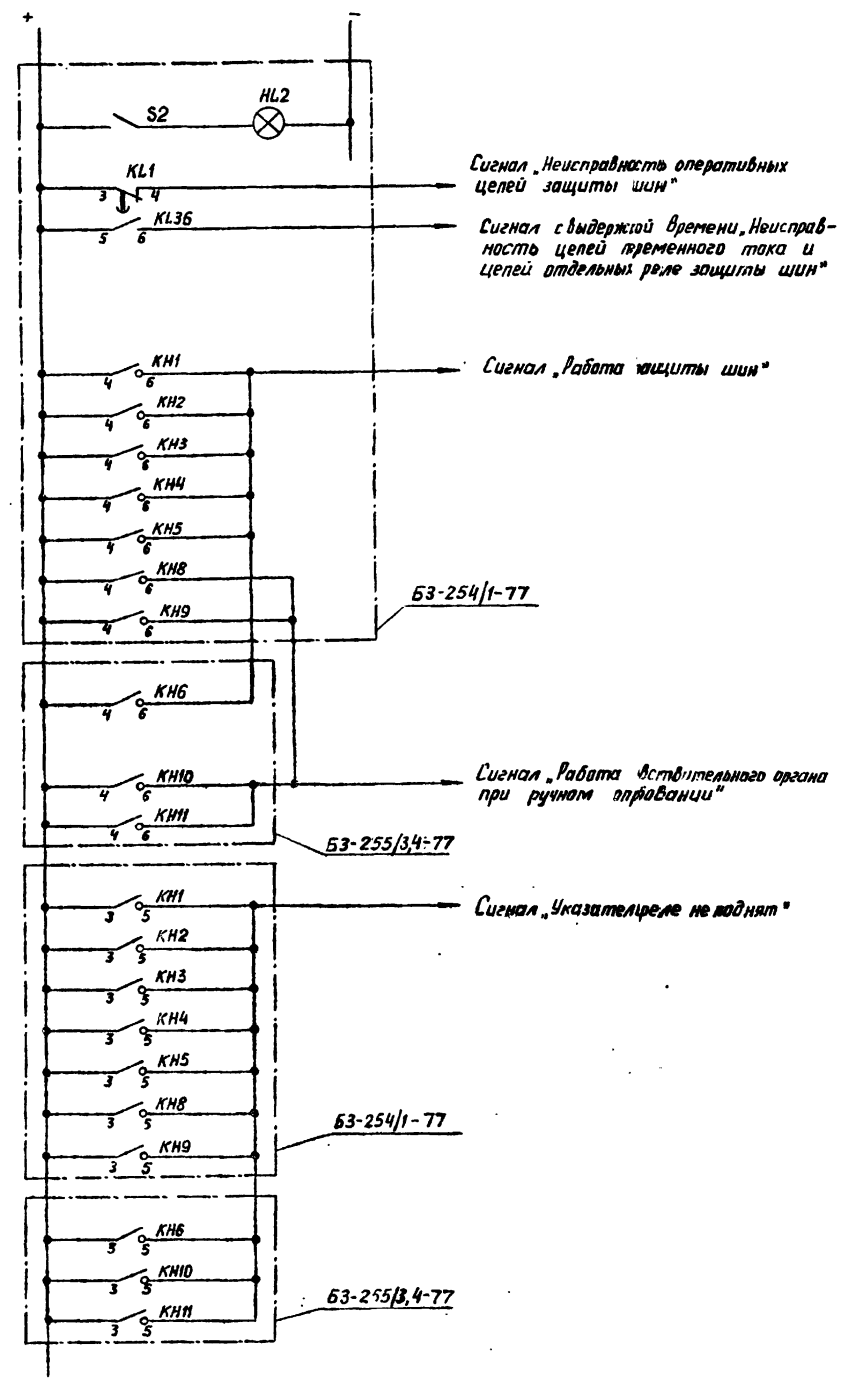 + -
S2 HL2
KL1
3 4
Сигнал „Неисправность оперативных
цепей защиты шин"
KL36
5 6
Сигнал с выдержкой времени „Неисправ-
ность цепей переменного тока и
цепей отдельных реле защиты шин"
KH1
4 6
Сигнал „Работа защиты шин"
KH2
4 6
KH3
4 6
KH4
4 6
KH5
4 6
KH8
4 6
БЗ-254/1-77
KH9
4 6
KH6
4 6
KH10
4 6
Сигнал „Работа чувствительного органа
при ручном опробовании"
KH11
4 6
БЗ-255/3,4-77
KH1
3 5
Сигнал „Указатель реле не поднят"
KH2
3 5
KH3
3 5
KH4
3 5
KH5
3 5
KH8
3 5
БЗ-254/1-77
KH9
3 5
KH6
3 5
KH10
3 5
БЗ-255/3,4-77
KH11
3 5